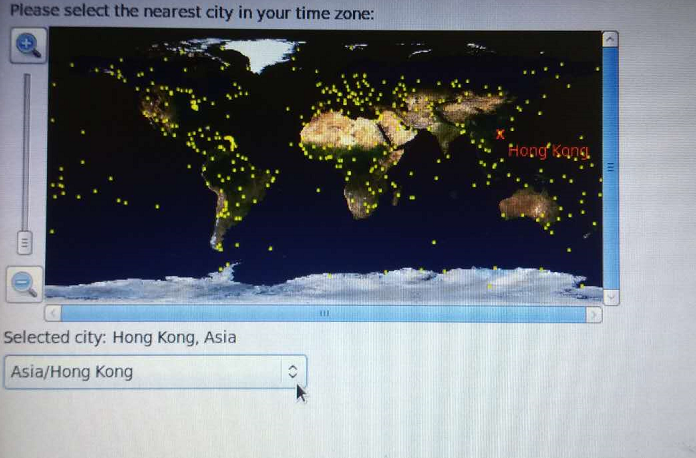 Please select the nearest city in your time zone:
x
Hong Kong
Selected city: Hong Kong, Asia
Asia/Hong Kong